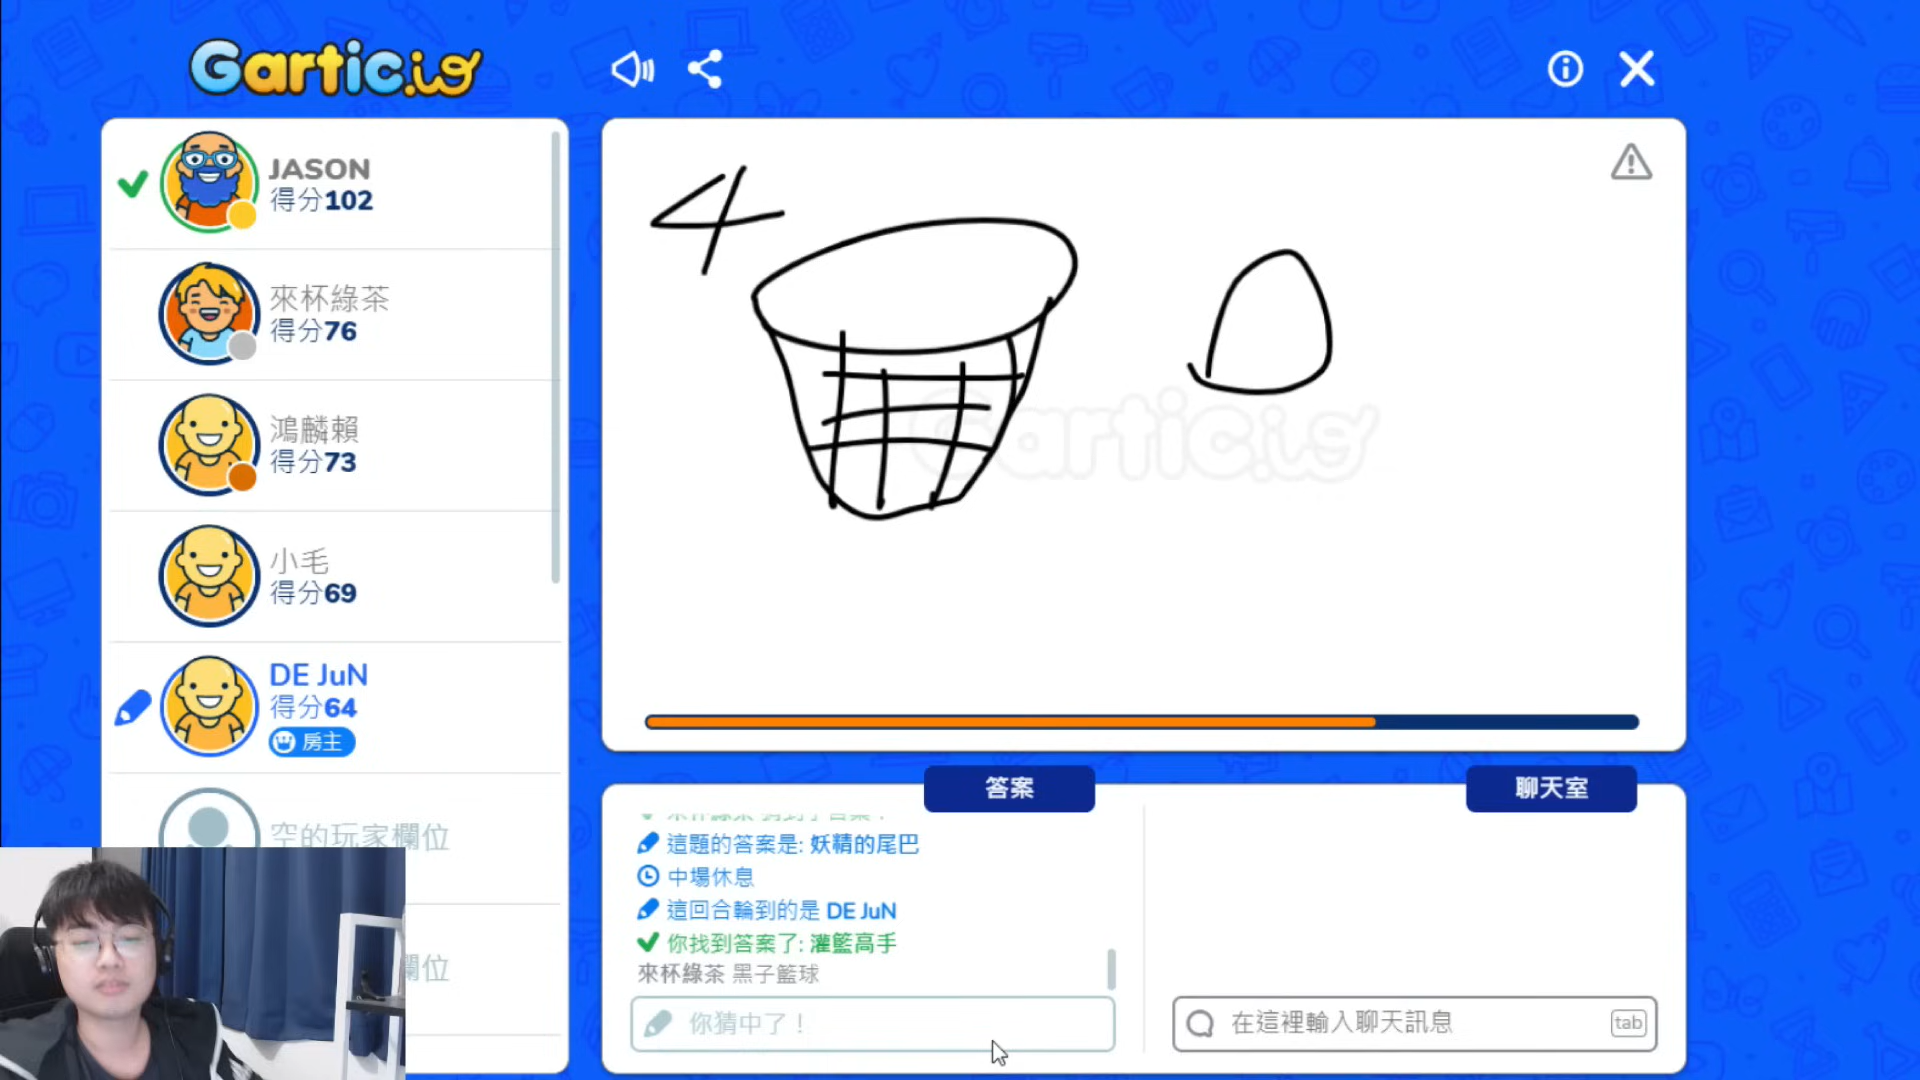 Gartic.io
JASON
得分102
來杯綠茶
得分76
鴻麟賴
得分73
小毛
得分69
DE JuN
得分64
房主
空的玩家欄位
欄位
4
Gartic.io
答案
聊天室
這題的答案是: 妖精的尾巴
中場休息
這回合輪到的是 DE JuN
你找到答案了: 灌籃高手
來杯綠茶 黑子籃球
你猜中了！
在這裡輸入聊天訊息
tab